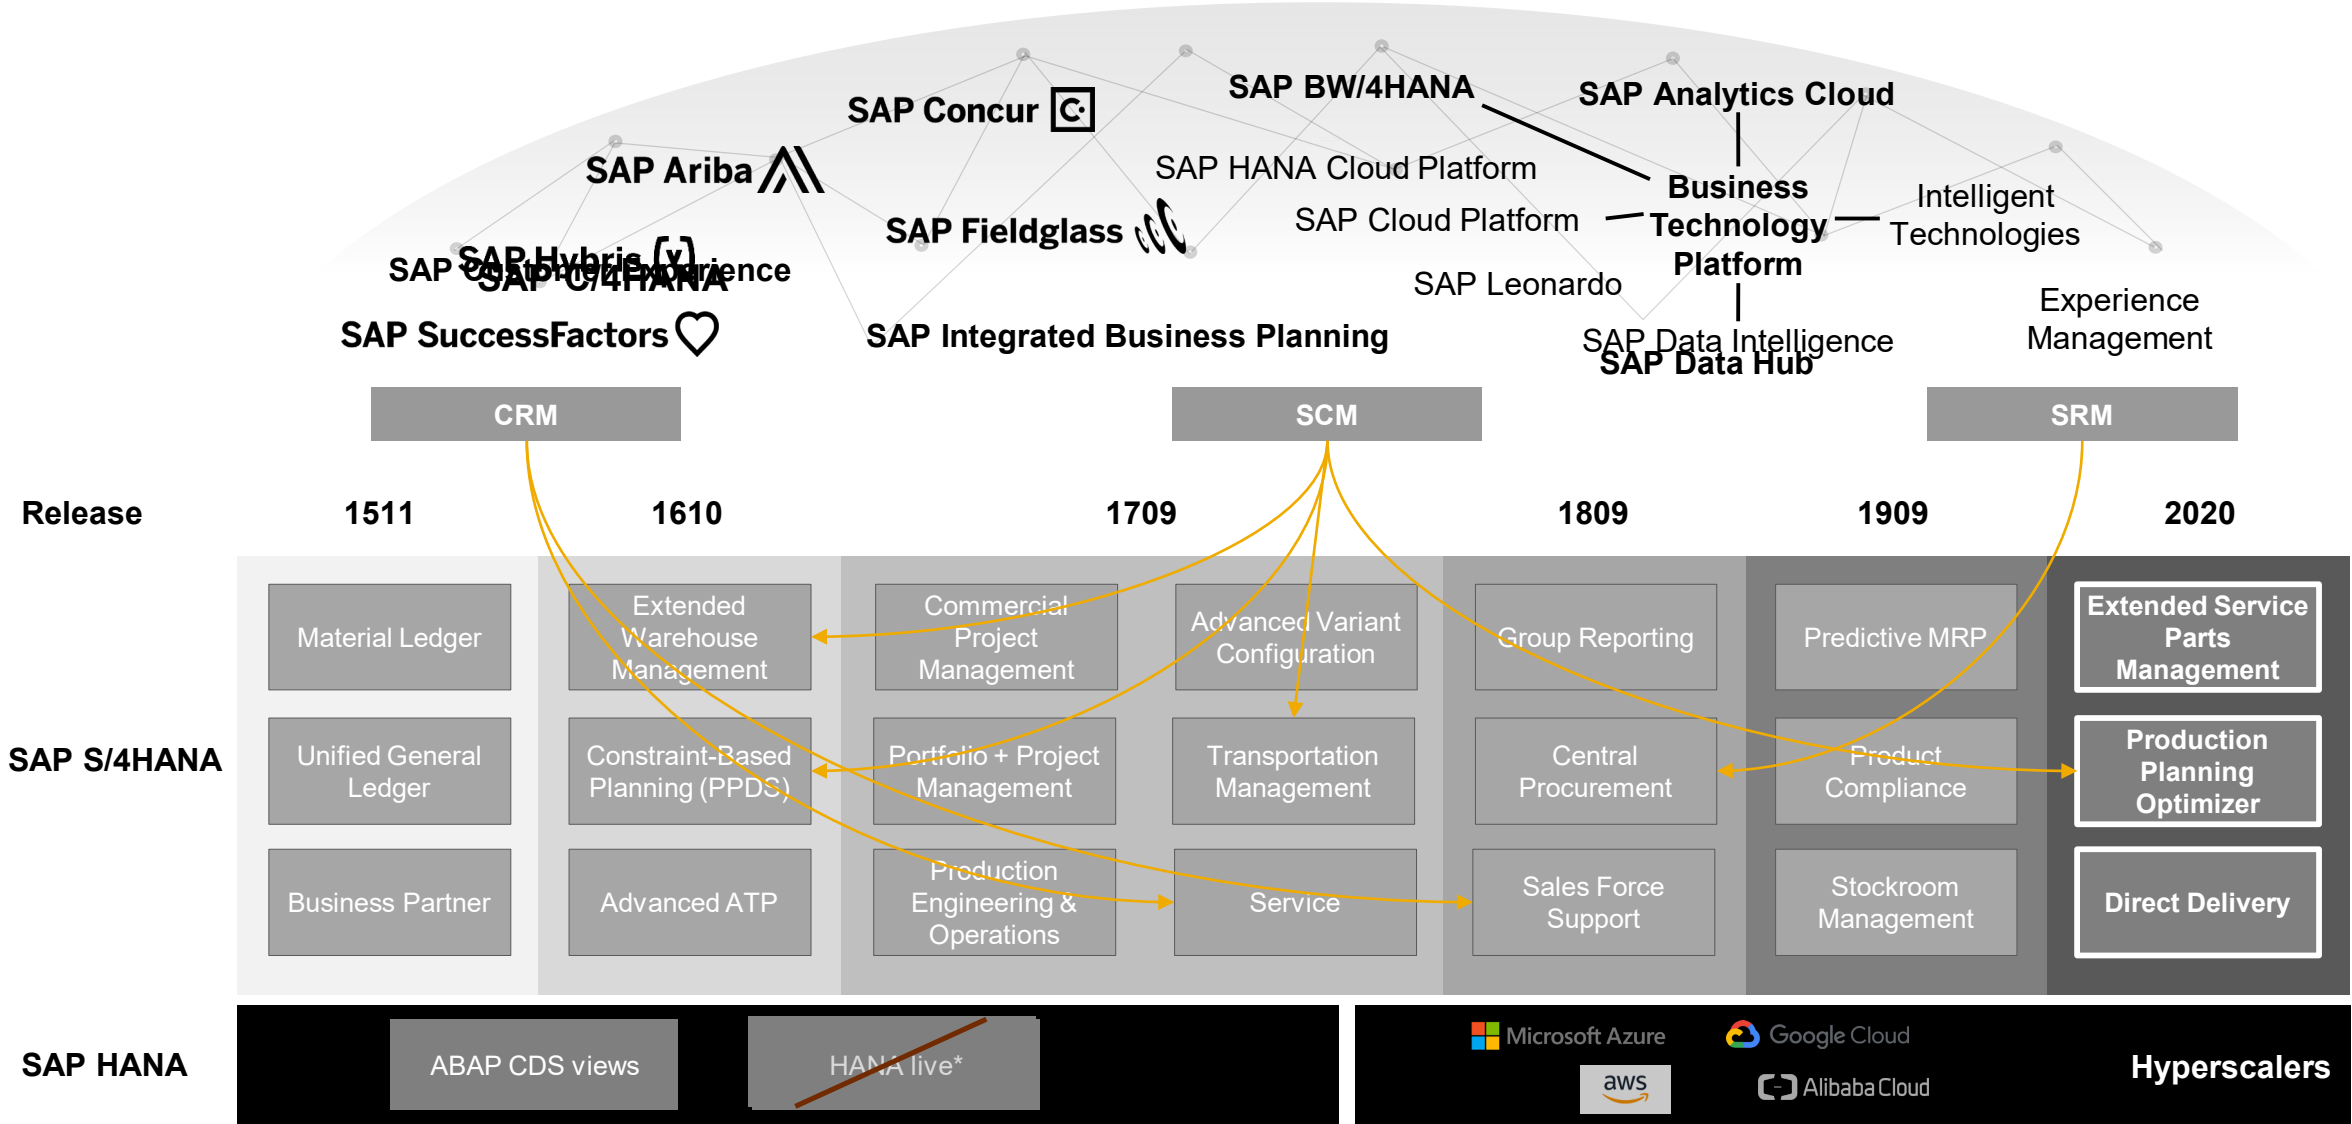 SAP BW/4HANA
SAP Analytics Cloud
SAP Concur
SAP HANA Cloud Platform
SAP Ariba
Business
Technology
Platform
Intelligent
Technologies
SAP Cloud Platform
SAP Fieldglass
SAP Hybris (y)
SAP Customer Experience
SAP C/4HANA
SAP Leonardo
Experience
Management
SAP SuccessFactors
SAP Integrated Business Planning
SAP Data Intelligence
SAP Data Hub
CRM
SCM
SRM
Release
1511
1610
1709
1809
1909
2020
SAP S/4HANA
Material Ledger
Extended
Warehouse
Management
Commercial
Project
Management
Advanced Variant
Configuration
Group Reporting
Predictive MRP
Extended Service
Parts
Management
Unified General
Ledger
Constraint-Based
Planning (PPDS)
Portfolio + Project
Management
Transportation
Management
Central
Procurement
Product
Compliance
Production
Planning
Optimizer
Business Partner
Advanced ATP
Production
Engineering &
Operations
Service
Sales Force
Support
Stockroom
Management
Direct Delivery
SAP HANA
ABAP CDS views
HANA live*
Microsoft Azure
Google Cloud
aws
Alibaba Cloud
Hyperscalers